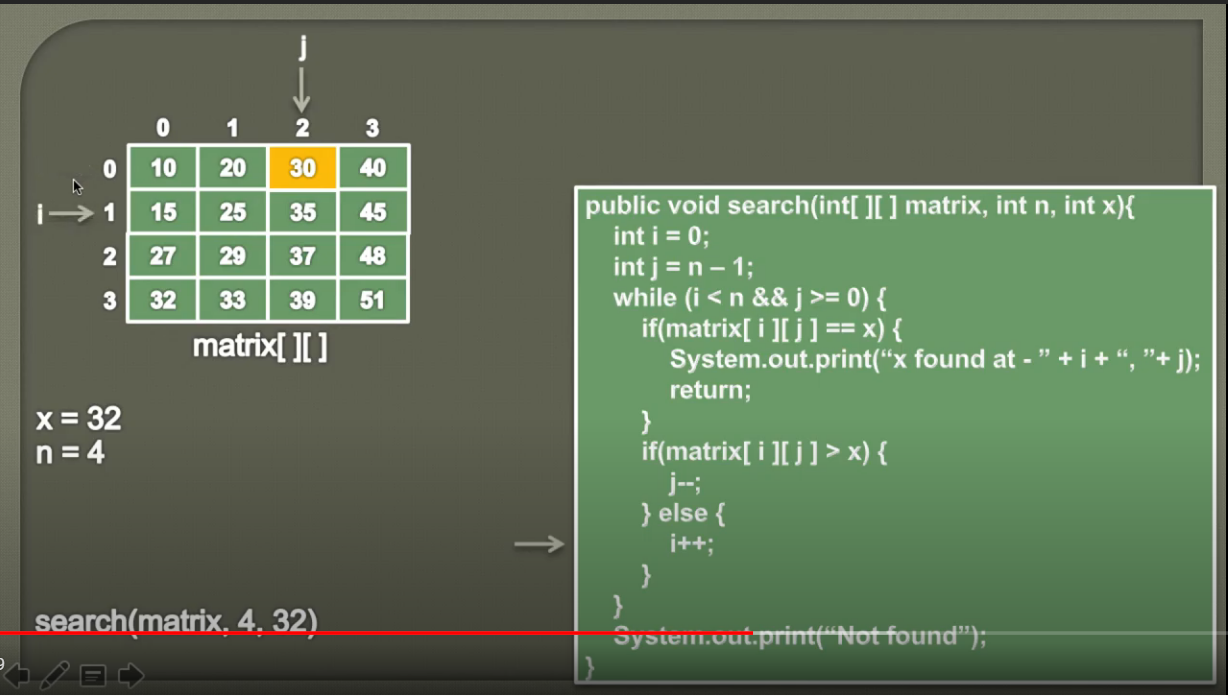 j
0 1 2 3
0 10 20 30 40
i 1 15 25 35 45
2 27 29 37 48
3 32 33 39 51
matrix[ ][ ]
x = 32
n = 4
search(matrix, 4, 32)
public void search(int[ ][ ] matrix, int n, int x){
int i = 0;
int j = n – 1;
while (i < n && j >= 0) {
if(matrix[ i ][ j ] == x) {
System.out.print(“x found at - ” + i + “, ”+ j);
return;
}
if(matrix[ i ][ j ] > x) {
j--;
} else {
i++;
}
}
System.out.print(“Not found”);
}
9